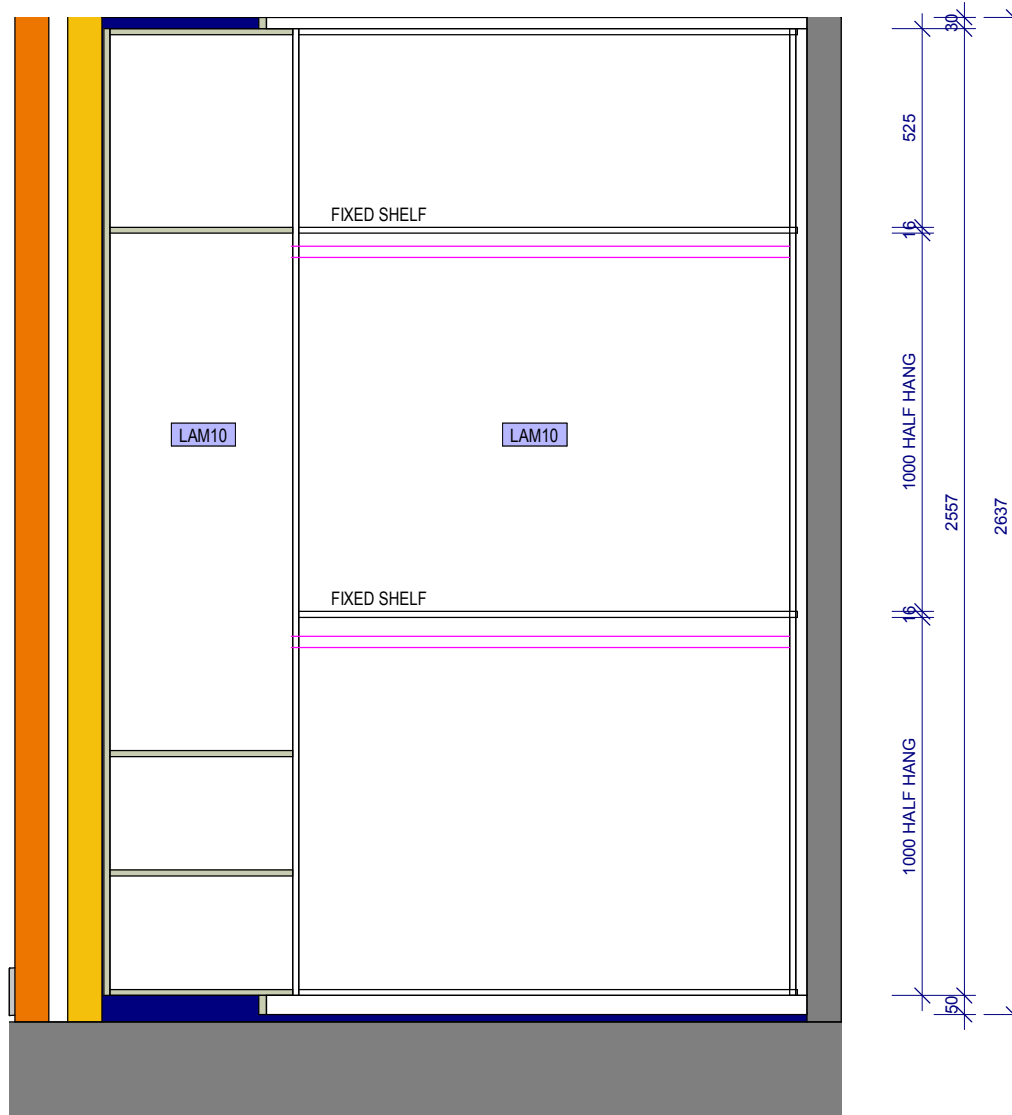 30
525
FIXED SHELF
16
1000 HALF HANG
LAM10
LAM10
2557
2637
FIXED SHELF
16
1000 HALF HANG
50